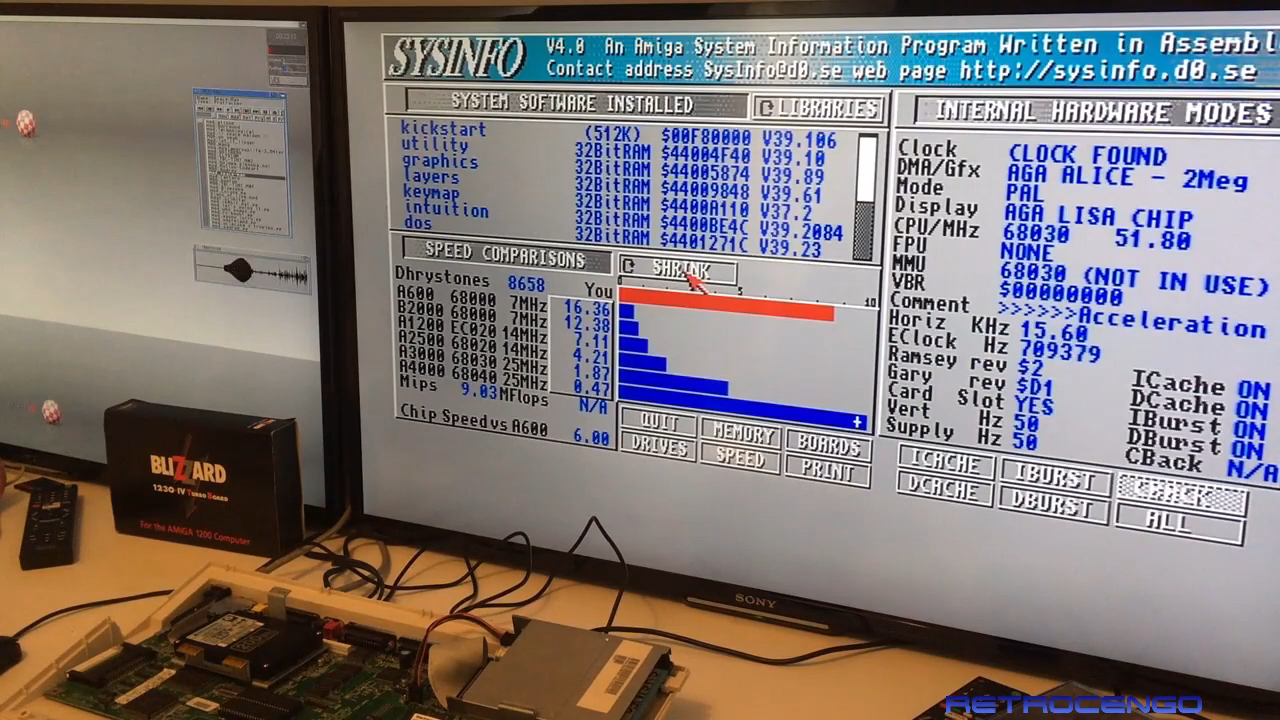 SYSINFO
V4.0 An Amiga System Information Program Written in Assembl
Contact address SysInfo@d0.se web page http://sysinfo.d0.se
SYSTEM SOFTWARE INSTALLED
LIBRARIES
kickstart (512K) $00F80000 V39.106
utility 32BitRAM $44004F40 V39.10
graphics 32BitRAM $44005874 V39.89
layers 32BitRAM $44009848 V39.61
keymap 32BitRAM $4400A110 V37.2
intuition 32BitRAM $4400BE4C V39.2084
dos 32BitRAM $4401271C V39.23
INTERNAL HARDWARE MODES
Clock CLOCK FOUND
DMA/Gfx AGA ALICE - 2Meg
Mode PAL
Display AGA LISA CHIP
CPU/MHz 68030 51.80
FPU NONE
MMU 68030 (NOT IN USE)
VBR $00000000
Comment >>>>>>Acceleration
Horiz KHz 15.60
EClock Hz 709379
Ramsey rev $2
Gary rev $D1
Card Slot YES
Vert Hz 50
Supply Hz 50
ICache ON
DCache ON
IBurst ON
DBurst ON
CBack N/A
SPEED COMPARISONS
SHRINK
Dhrystones 8658 You
A600 68000 7MHz 16.36
B2000 68000 7MHz 12.38
A1200 EC020 14MHz 7.11
A2500 68020 14MHz 4.21
A3000 68030 25MHz 1.87
A4000 68040 25MHz 0.47
Mips 9.03 MFlops N/A
Chip Speed vs A600 6.00
QUIT MEMORY BOARDS
DRIVES SPEED PRINT
ICACHE IBURST CBACK
DCACHE DBURST ALL
BLIZZARD
1230-IV Turbo Board
For the AMIGA 1200 Computer
SONY
RETROCENGO